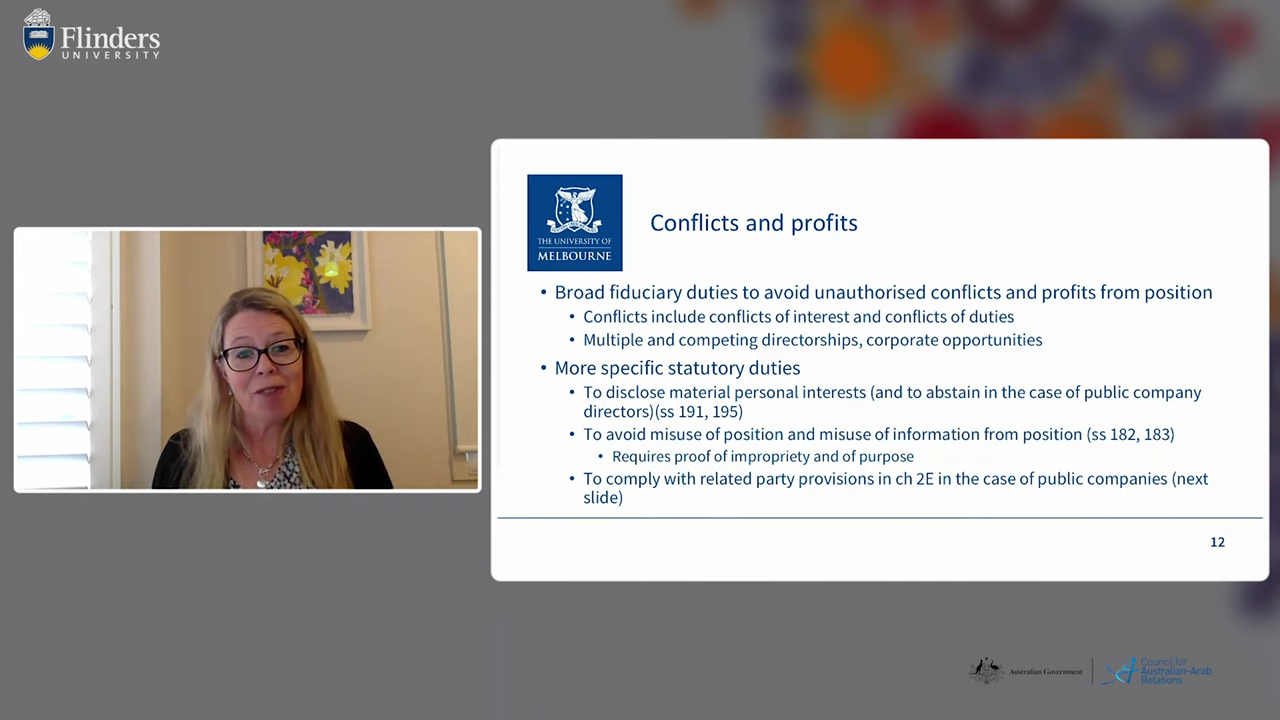 Flinders
UNIVERSITY
THE UNIVERSITY OF
MELBOURNE
Conflicts and profits
• Broad fiduciary duties to avoid unauthorised conflicts and profits from position
• Conflicts include conflicts of interest and conflicts of duties
• Multiple and competing directorships, corporate opportunities
• More specific statutory duties
• To disclose material personal interests (and to abstain in the case of public company
directors)(ss 191, 195)
• To avoid misuse of position and misuse of information from position (ss 182, 183)
• Requires proof of impropriety and of purpose
• To comply with related party provisions in ch 2E in the case of public companies (next
slide)
12
Australian Government
Council for
Australian-Arab
Relations